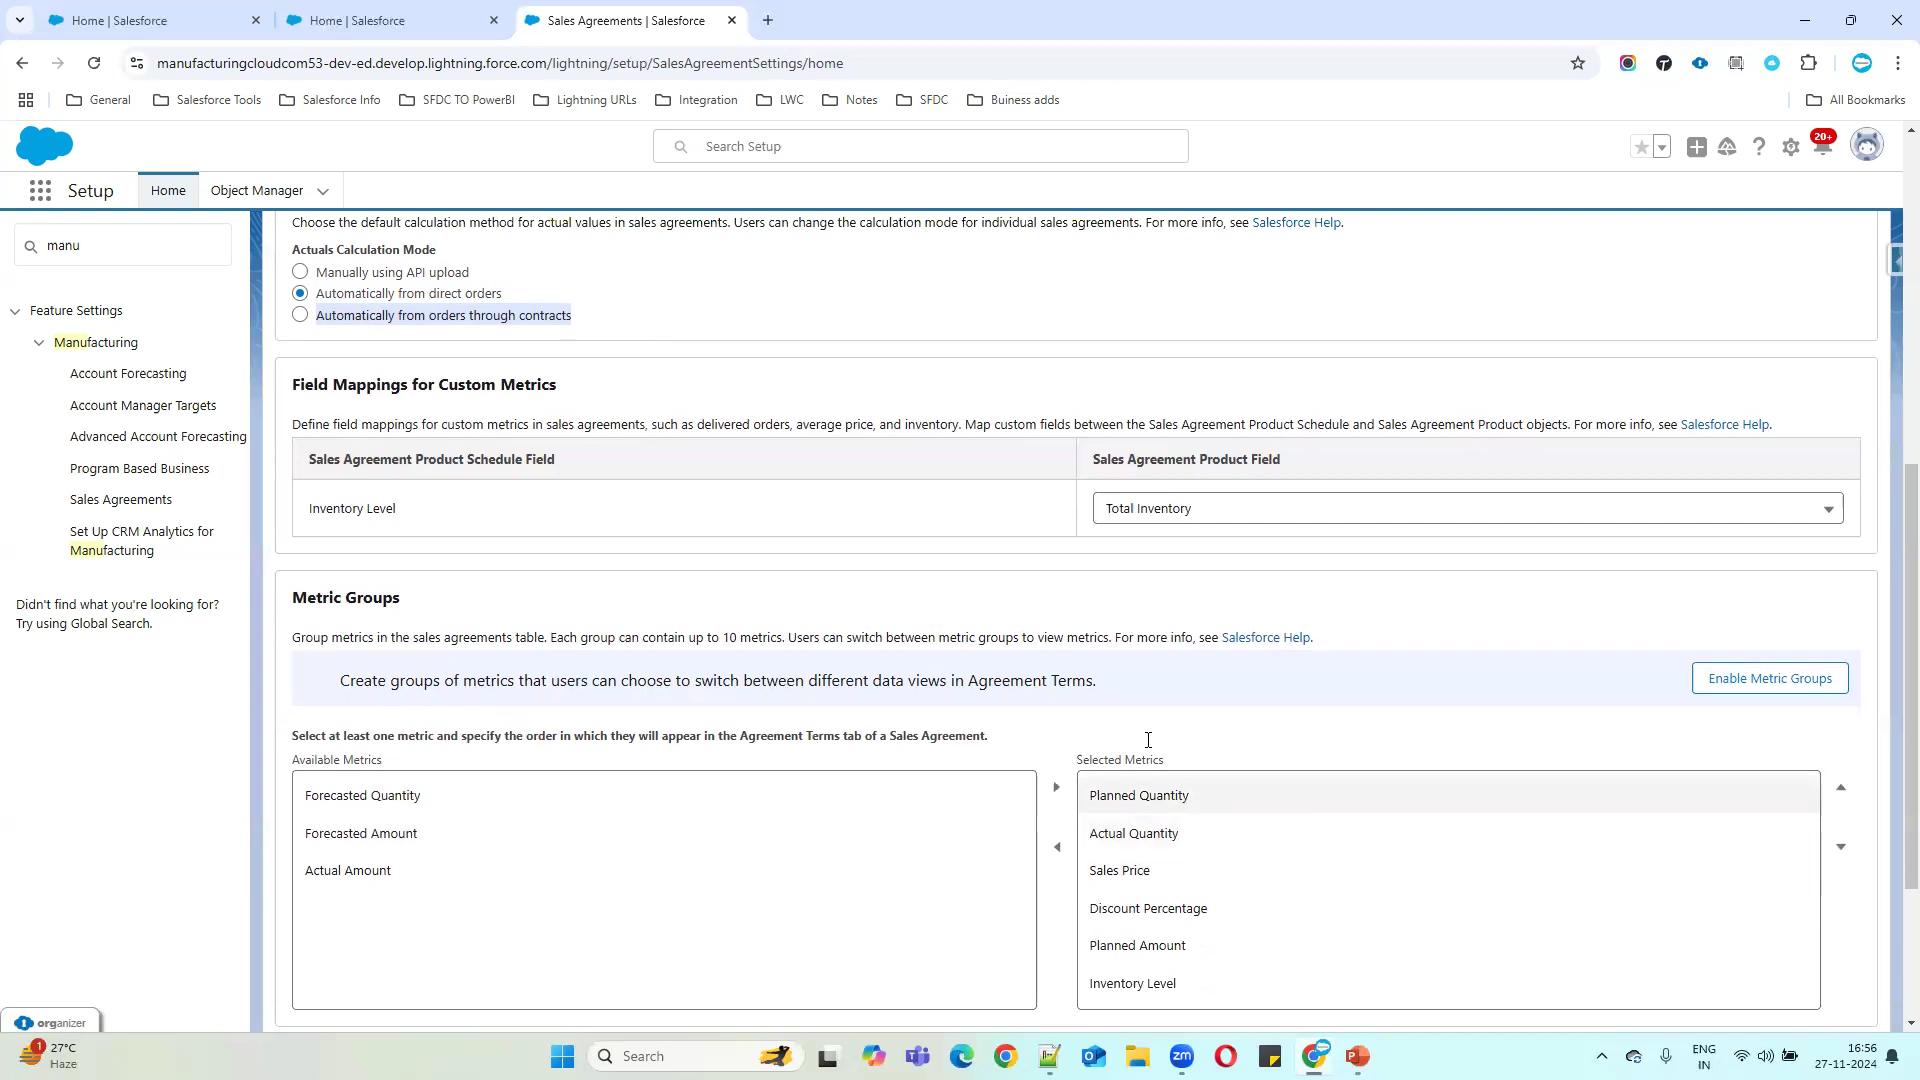 Home | Salesforce
Home | Salesforce
Sales Agreements | Salesforce
manufacturingcloudcom53-dev-ed.develop.lightning.force.com/lightning/setup/SalesAgreementSettings/home
General
Salesforce Tools
Salesforce Info
SFDC TO PowerBI
Lightning URLs
Integration
LWC
Notes
SFDC
Buiness adds
All Bookmarks
Search Setup
20+
Setup
Home
Object Manager
manu
Feature Settings
Manufacturing
Account Forecasting
Account Manager Targets
Advanced Account Forecasting
Program Based Business
Sales Agreements
Set Up CRM Analytics for
Manufacturing
Didn't find what you're looking for?
Try using Global Search.
organizer
Choose the default calculation method for actual values in sales agreements. Users can change the calculation mode for individual sales agreements. For more info, see Salesforce Help.
Actuals Calculation Mode
Manually using API upload
Automatically from direct orders
Automatically from orders through contracts
Field Mappings for Custom Metrics
Define field mappings for custom metrics in sales agreements, such as delivered orders, average price, and inventory. Map custom fields between the Sales Agreement Product Schedule and Sales Agreement Product objects. For more info, see Salesforce Help.
Sales Agreement Product Schedule Field
Sales Agreement Product Field
Inventory Level
Total Inventory
Metric Groups
Group metrics in the sales agreements table. Each group can contain up to 10 metrics. Users can switch between metric groups to view metrics. For more info, see Salesforce Help.
Create groups of metrics that users can choose to switch between different data views in Agreement Terms.
Enable Metric Groups
Select at least one metric and specify the order in which they will appear in the Agreement Terms tab of a Sales Agreement.
Available Metrics
Forecasted Quantity
Forecasted Amount
Actual Amount
Selected Metrics
Planned Quantity
Actual Quantity
Sales Price
Discount Percentage
Planned Amount
Inventory Level
1
27°C
Haze
Search
zm
ENG
IN
16:56
27-11-2024